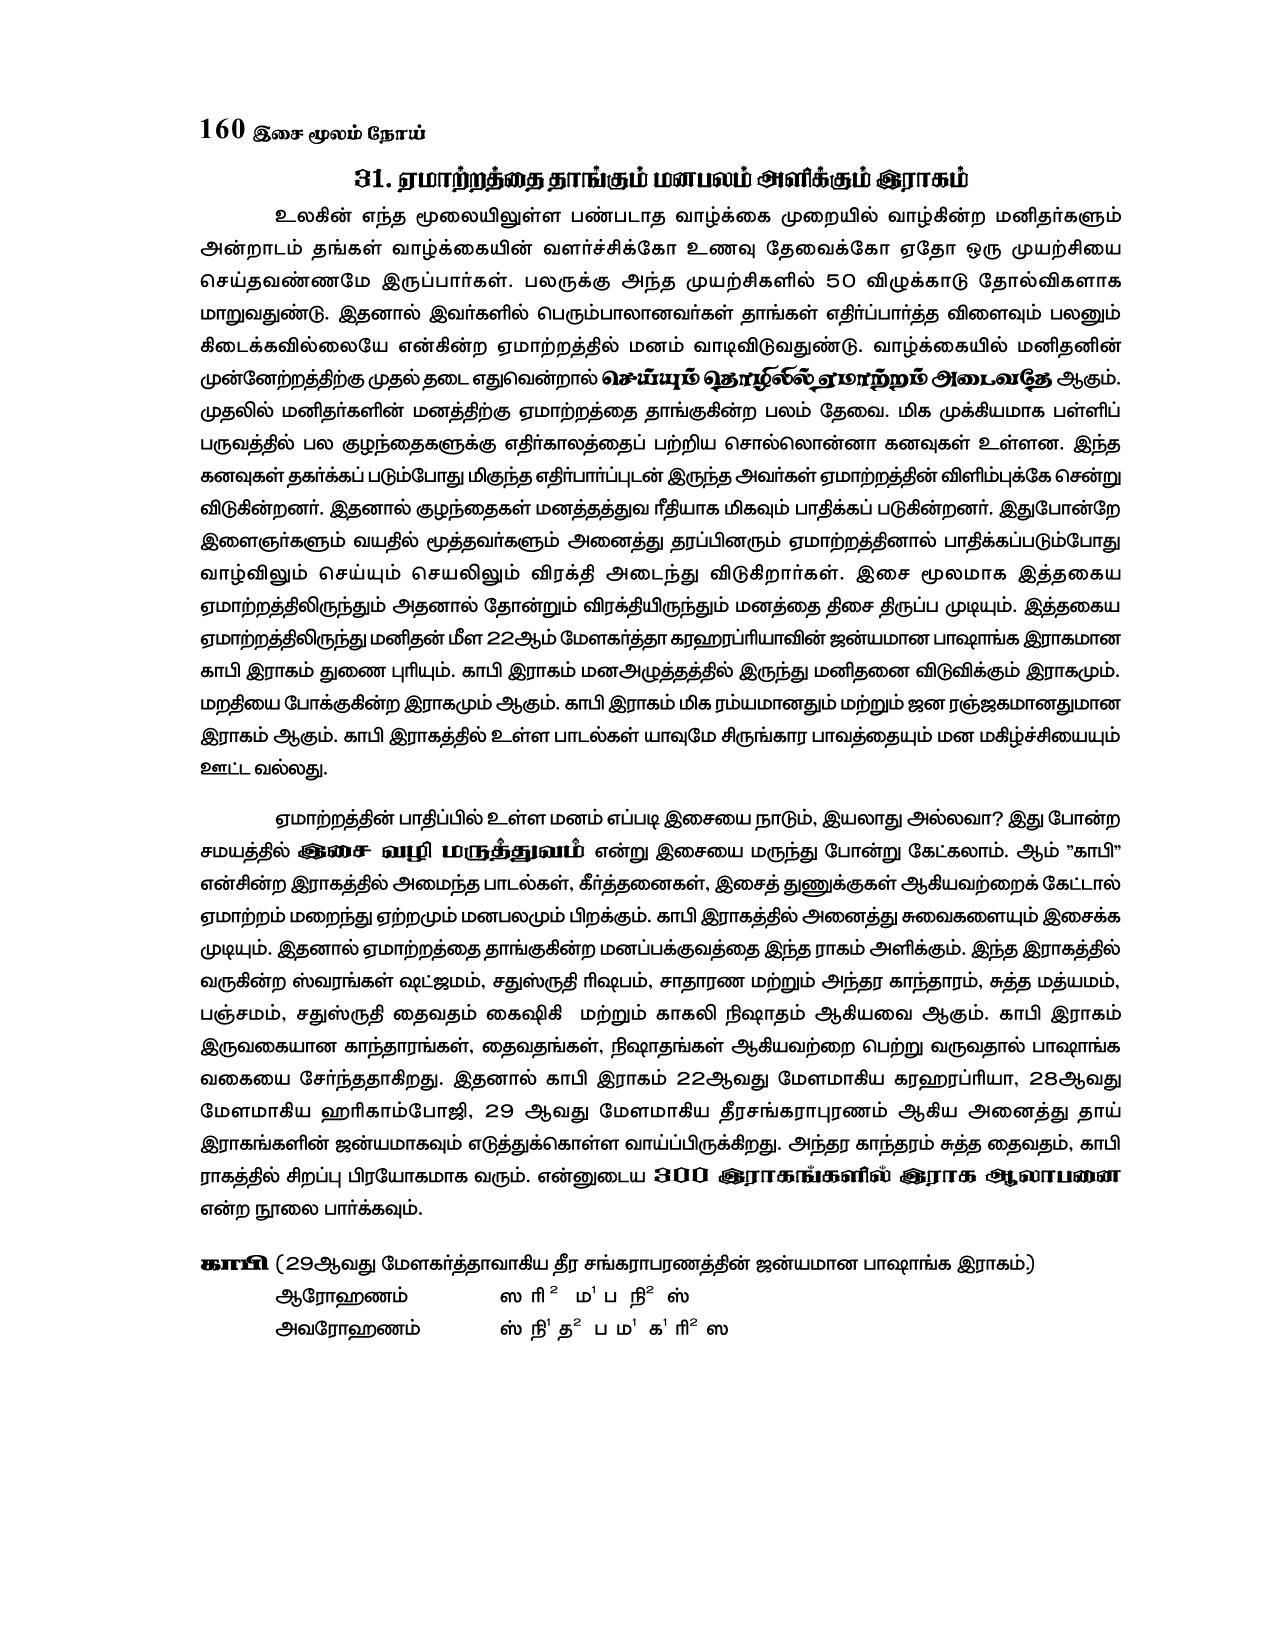 160 இசை மூலம் நோய்
31. ஏமாற்றத்தை தாங்கும் மனபலம் அளிக்கும் இராகம்
உலகின் எந்த மூலையிலுள்ள பண்படாத வாழ்க்கை முறையில் வாழ்கின்ற மனிதர்களும்
அன்றாடம் தங்கள் வாழ்க்கையின் வளர்ச்சிக்கோ உணவு தேவைக்கோ ஏதோ ஒரு முயற்சியை
செய்தவண்ணமே இருப்பார்கள். பலருக்கு அந்த முயற்சிகளில் 50 விழுக்காடு தோல்விகளாக
மாறுவதுண்டு. இதனால் இவர்களில் பெரும்பாலானவர்கள் தாங்கள் எதிர்ப்பார்த்த விளைவும் பலனும்
கிடைக்கவில்லையே என்கின்ற ஏமாற்றத்தில் மனம் வாடிவிடுவதுண்டு. வாழ்க்கையில் மனிதனின்
முன்னேற்றத்திற்கு முதல் தடை எதுவென்றால் செய்யும் தொழிலில் ஏமாற்றம் அடைவதே ஆகும்.
முதலில் மனிதர்களின் மனத்திற்கு ஏமாற்றத்தை தாங்குகின்ற பலம் தேவை. மிக முக்கியமாக பள்ளிப்
பருவத்தில் பல குழந்தைகளுக்கு எதிர்காலத்தைப் பற்றிய சொல்லொன்னா கனவுகள் உள்ளன. இந்த
கனவுகள் தகர்க்கப் படும்போது மிகுந்த எதிர்பார்ப்புடன் இருந்த அவர்கள் ஏமாற்றத்தின் விளிம்புக்கே சென்று
விடுகின்றனர். இதனால் குழந்தைகள் மனத்தத்துவ ரீதியாக மிகவும் பாதிக்கப் படுகின்றனர். இதுபோன்றே
இளைஞர்களும் வயதில் மூத்தவர்களும் அனைத்து தரப்பினரும் ஏமாற்றத்தினால் பாதிக்கப்படும்போது
வாழ்விலும் செய்யும் செயலிலும் விரக்தி அடைந்து விடுகிறார்கள். இசை மூலமாக இத்தகைய
ஏமாற்றத்திலிருந்தும் அதனால் தோன்றும் விரக்தியிருந்தும் மனத்தை திசை திருப்ப முடியும். இத்தகைய
ஏமாற்றத்திலிருந்து மனிதன் மீள 22ஆம் மேளகர்த்தா கரஹரப்ரியாவின் ஜன்யமான பாஷாங்க இராகமான
காபி இராகம் துணை புரியும். காபி இராகம் மனஅழுத்தத்தில் இருந்து மனிதனை விடுவிக்கும் இராகமும்.
மறதியை போக்குகின்ற இராகமும் ஆகும். காபி இராகம் மிக ரம்யமானதும் மற்றும் ஜன ரஞ்ஜகமானதுமான
இராகம் ஆகும். காபி இராகத்தில் உள்ள பாடல்கள் யாவுமே சிருங்கார பாவத்தையும் மன மகிழ்ச்சியையும்
ஊட்ட வல்லது.
ஏமாற்றத்தின் பாதிப்பில் உள்ள மனம் எப்படி இசையை நாடும், இயலாது அல்லவா? இது போன்ற
சமயத்தில் இசை வழி மருத்துவம் என்று இசையை மருந்து போன்று கேட்கலாம். ஆம் ”காபி”
என்சின்ற இராகத்தில் அமைந்த பாடல்கள், கீர்த்தனைகள், இசைத் துணுக்குகள் ஆகியவற்றைக் கேட்டால்
ஏமாற்றம் மறைந்து ஏற்றமும் மனபலமும் பிறக்கும். காபி இராகத்தில் அனைத்து சுவைகளையும் இசைக்க
முடியும். இதனால் ஏமாற்றத்தை தாங்குகின்ற மனப்பக்குவத்தை இந்த ராகம் அளிக்கும். இந்த இராகத்தில்
வருகின்ற ஸ்வரங்கள் ஷட்ஜமம், சதுஸ்ருதி ரிஷபம், சாதாரண மற்றும் அந்தர காந்தாரம், சுத்த மத்யமம்,
பஞ்சமம், சதுஸ்ருதி தைவதம் கைஷிகி மற்றும் காகலி நிஷாதம் ஆகியவை ஆகும். காபி இராகம்
இருவகையான காந்தாரங்கள், தைவதங்கள், நிஷாதங்கள் ஆகியவற்றை பெற்று வருவதால் பாஷாங்க
வகையை சேர்ந்ததாகிறது. இதனால் காபி இராகம் 22ஆவது மேளமாகிய கரஹரப்ரியா, 28ஆவது
மேளமாகிய ஹரிகாம்போஜி, 29 ஆவது மேளமாகிய தீரசங்கராபுரணம் ஆகிய அனைத்து தாய்
இராகங்களின் ஜன்யமாகவும் எடுத்துக்கொள்ள வாய்ப்பிருக்கிறது. அந்தர காந்தரம் சுத்த தைவதம், காபி
ராகத்தில் சிறப்பு பிரயோகமாக வரும். என்னுடைய 300 இராகங்களில் இராக ஆலாபனை
என்ற நூலை பார்க்கவும்.
காபி (29ஆவது மேளகர்த்தாவாகிய தீர சங்கராபரணத்தின் ஜன்யமான பாஷாங்க இராகம்.)
ஆரோஹணம் ஸ ரி² ம¹ ப நி² ஸ்
அவரோஹணம் ஸ் நி¹ த² ப ம¹ க¹ ரி² ஸ